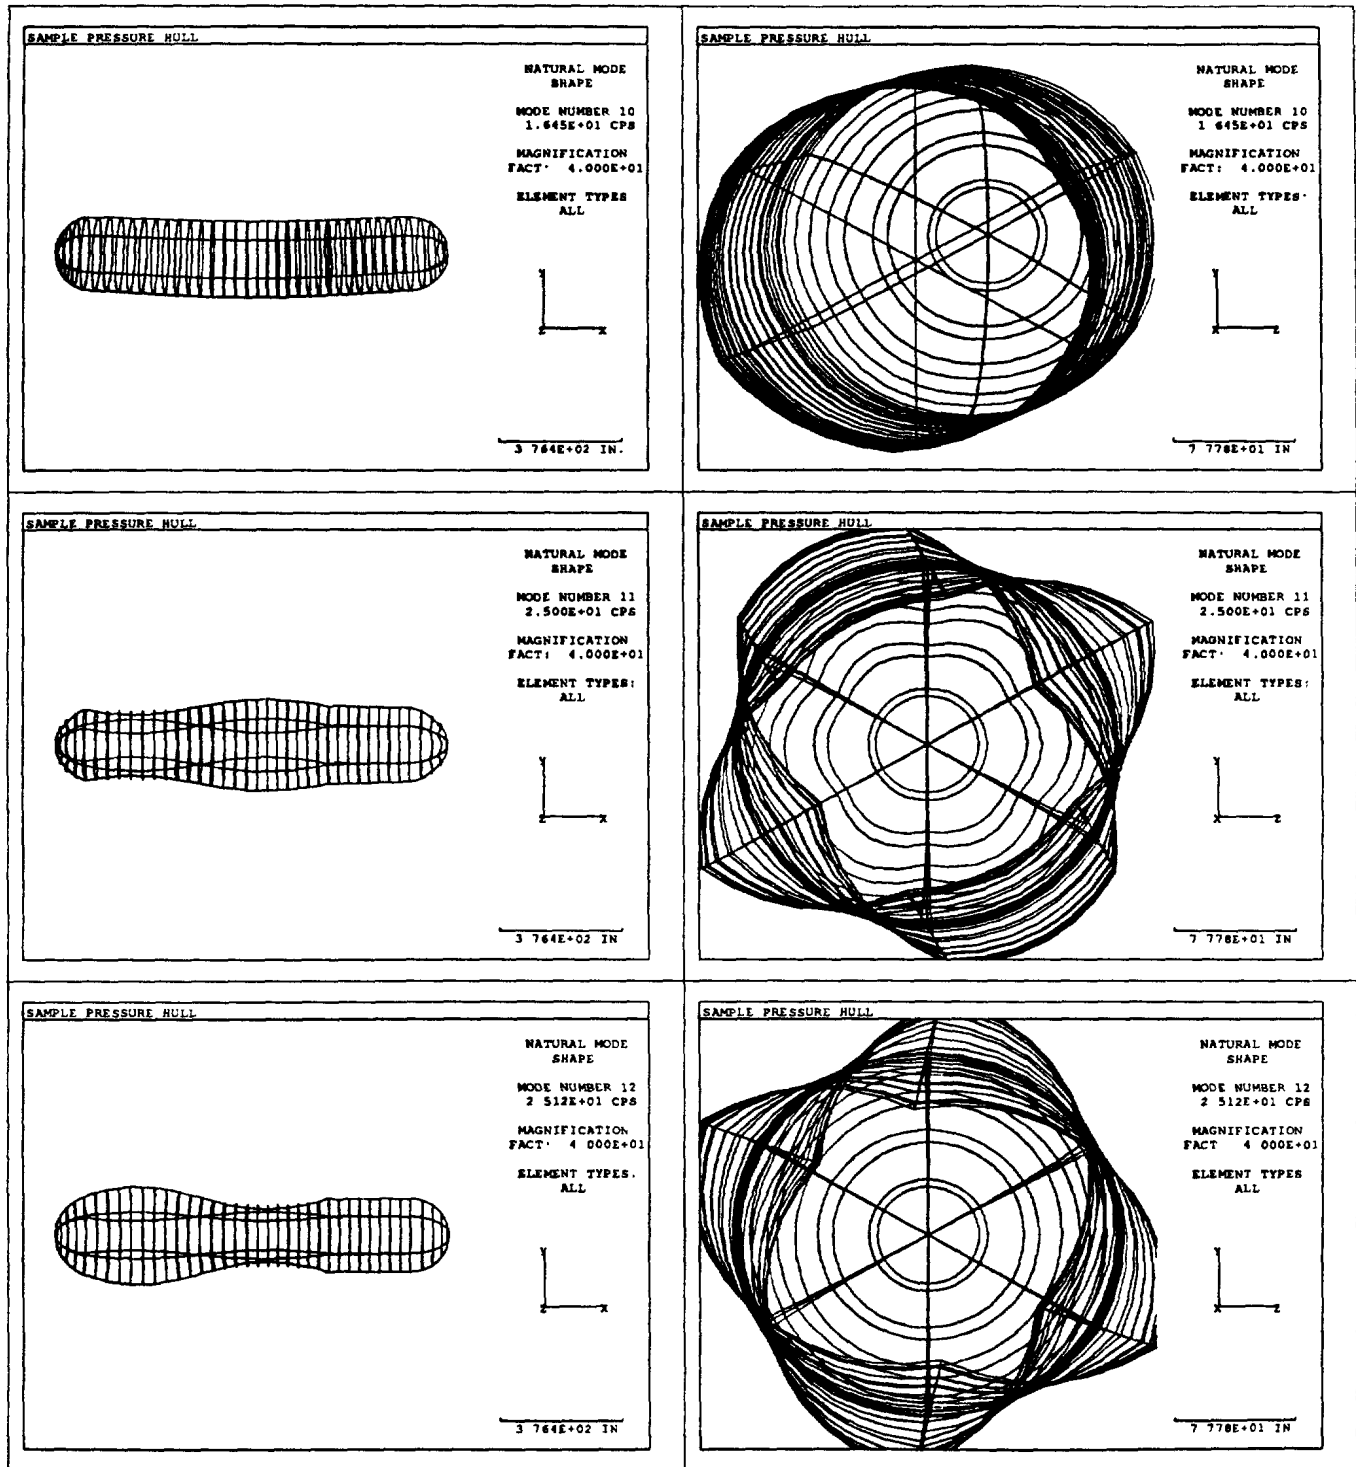 SAMPLE PRESSURE HULL
NATURAL MODE
SHAPE
MODE NUMBER 10
1.645E+01 CPS
MAGNIFICATION
FACT· 4.000E+01
ELEMENT TYPES
ALL
Y
Z X
3 764E+02 IN.
SAMPLE PRESSURE HULL
NATURAL MODE
SHAPE
MODE NUMBER 10
1 645E+01 CPS
MAGNIFICATION
FACT: 4.000E+01
ELEMENT TYPES·
ALL
Y
X Z
7 778E+01 IN
SAMPLE PRESSURE HULL
NATURAL MODE
SHAPE
MODE NUMBER 11
2.500E+01 CPS
MAGNIFICATION
FACT: 4.000E+01
ELEMENT TYPES:
ALL
Y
Z X
3 764E+02 IN
SAMPLE PRESSURE HULL
NATURAL MODE
SHAPE
MODE NUMBER 11
2.500E+01 CPS
MAGNIFICATION
FACT· 4.000E+01
ELEMENT TYPES:
ALL
Y
X Z
7 778E+01 IN
SAMPLE PRESSURE HULL
NATURAL MODE
SHAPE
MODE NUMBER 12
2 512E+01 CPS
MAGNIFICATION
FACT· 4 000E+01
ELEMENT TYPES.
ALL
Y
Z X
3 764E+02 IN
SAMPLE PRESSURE HULL
NATURAL MODE
SHAPE
MODE NUMBER 12
2 512E+01 CPS
MAGNIFICATION
FACT 4 000E+01
ELEMENT TYPES
ALL
Y
X Z
7 778E+01 IN